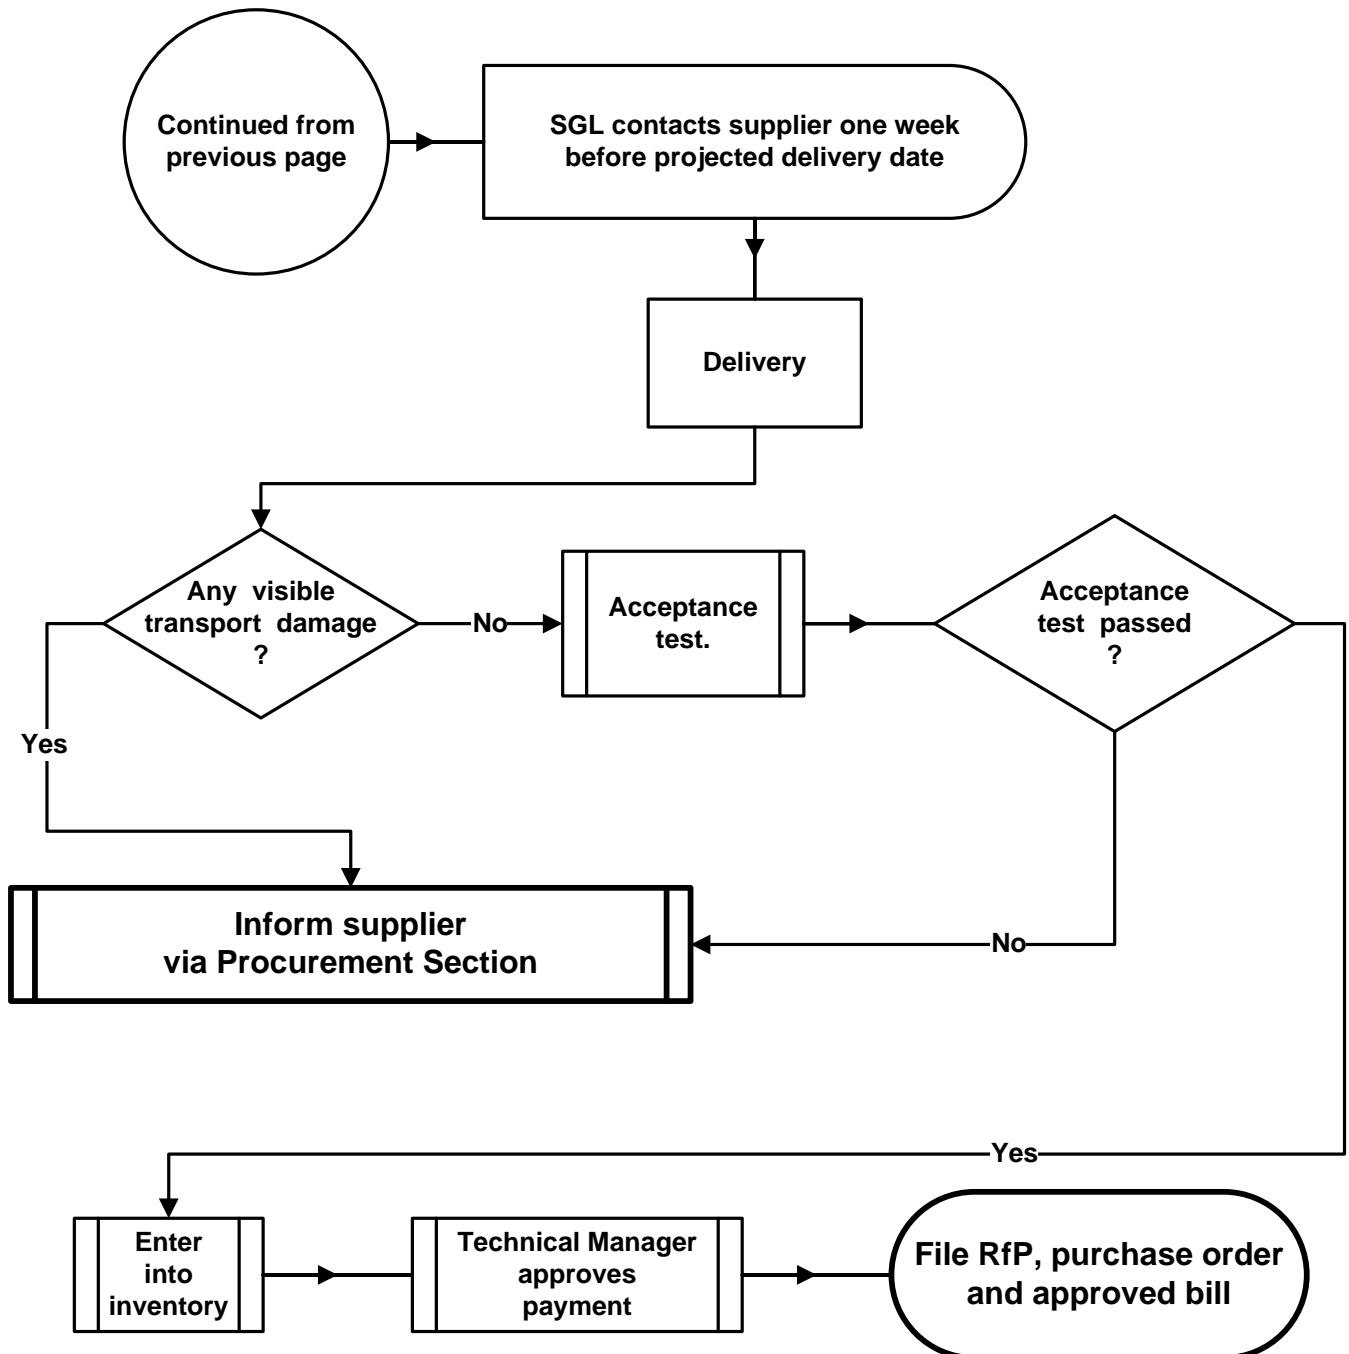 Continued from
previous page
SGL contacts supplier one week
before projected delivery date
Delivery
Any visible
transport damage
?
No
Acceptance
test.
Acceptance
test passed
?
Yes
Inform supplier
via Procurement Section
No
Yes
Enter
into
inventory
Technical Manager
approves
payment
File RfP, purchase order
and approved bill